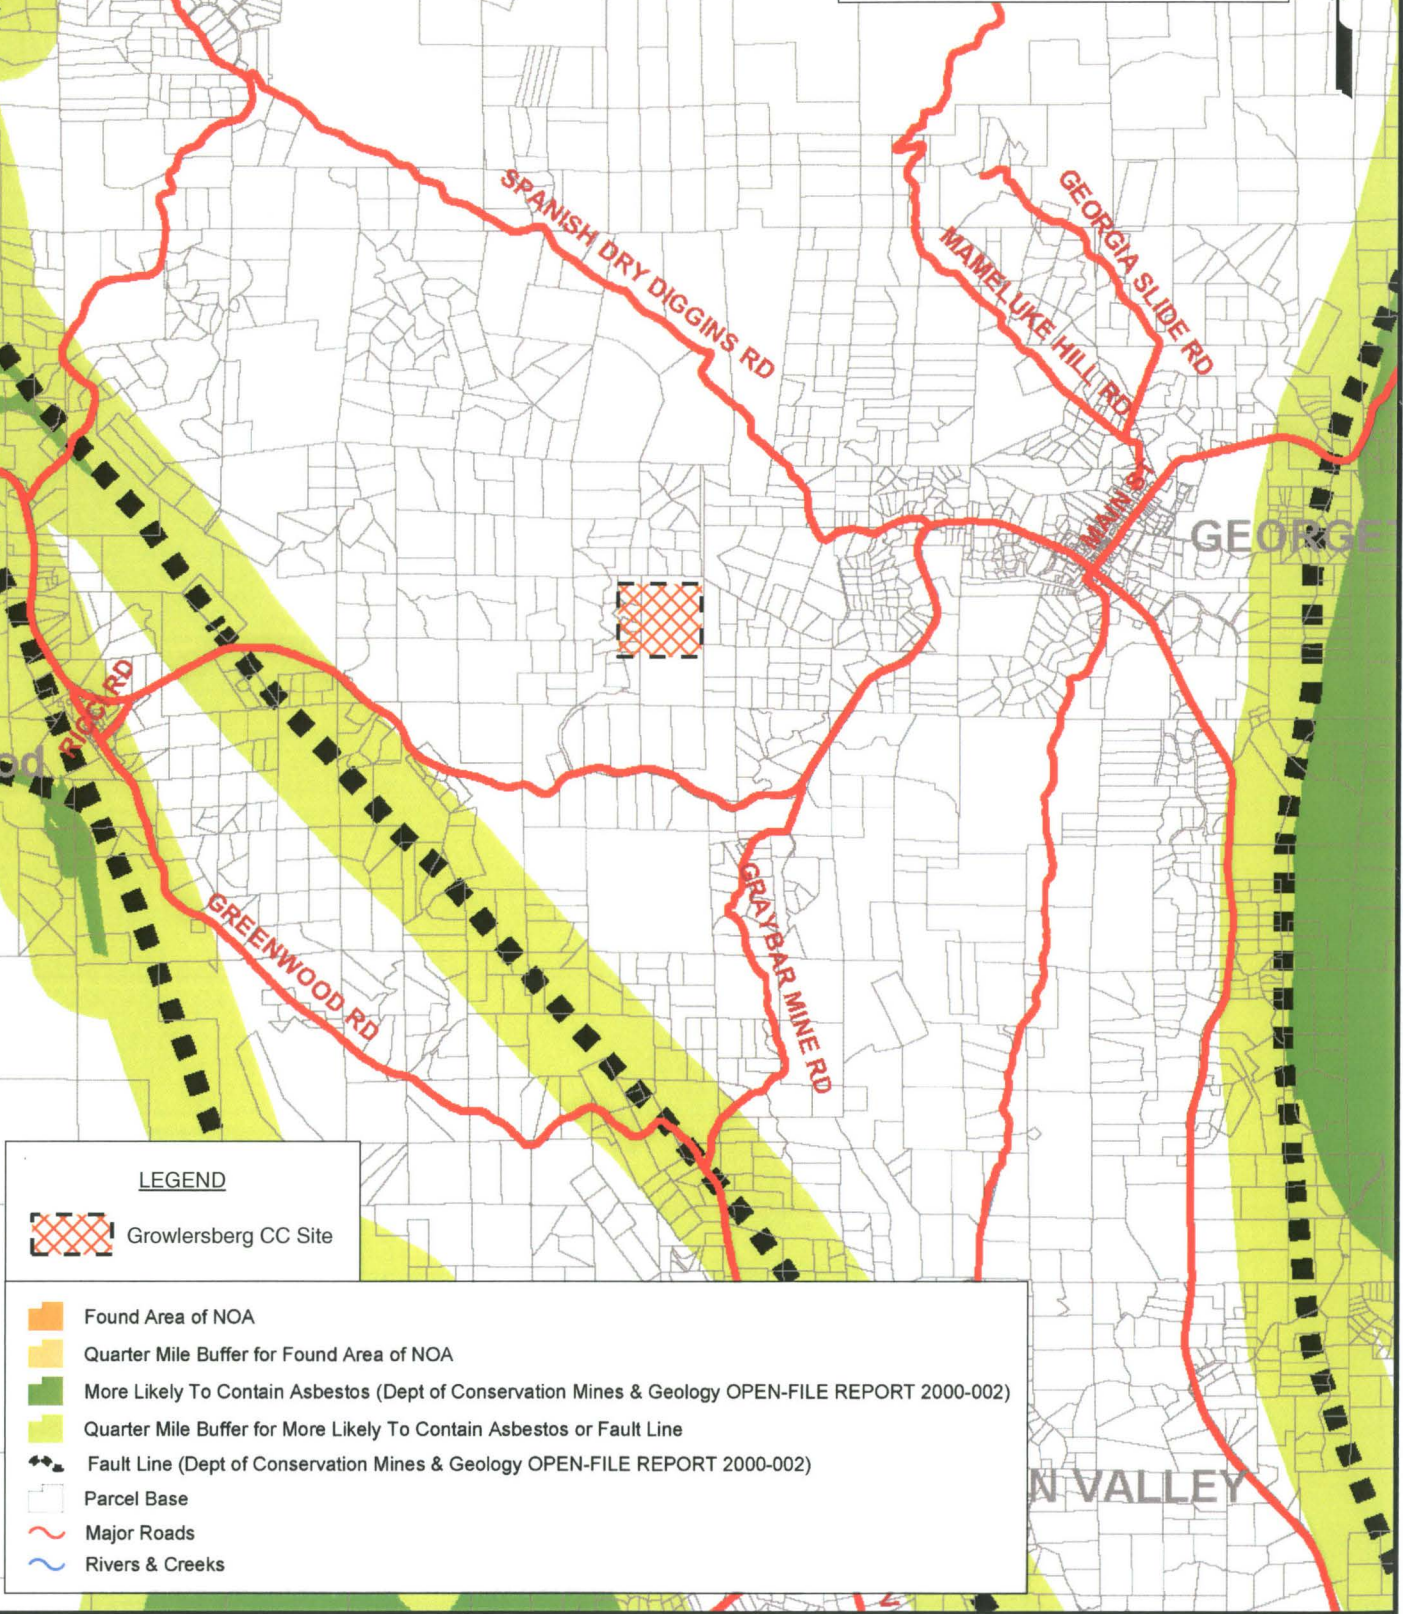 SPANISH DRY DIGGINS RD
GEORGIA SLIDE RD
MAMELUKE HILL RD
MAIN ST
GEORGET
RICCI RD
od
GRAYBAR MINE RD
GREENWOOD RD
LEGEND
Growlersberg CC Site
Found Area of NOA
Quarter Mile Buffer for Found Area of NOA
More Likely To Contain Asbestos (Dept of Conservation Mines & Geology OPEN-FILE REPORT 2000-002)
Quarter Mile Buffer for More Likely To Contain Asbestos or Fault Line
Fault Line (Dept of Conservation Mines & Geology OPEN-FILE REPORT 2000-002)
Parcel Base
Major Roads
Rivers & Creeks
N VALLEY